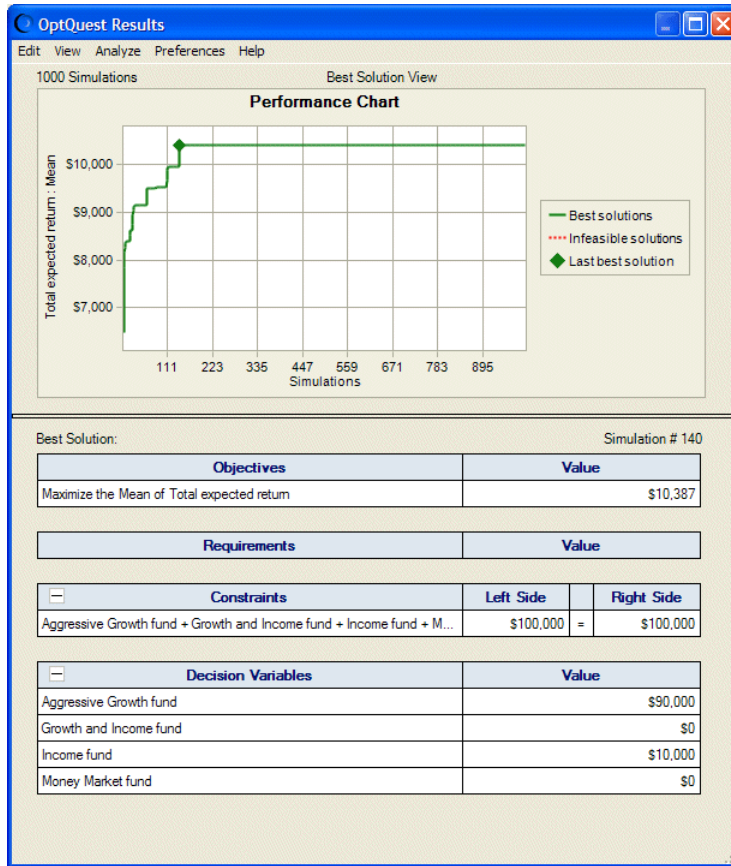 OptQuest Results
Edit View Analyze Preferences Help
1000 Simulations Best Solution View
Performance Chart
Total expected return : Mean
$10,000
$9,000
$8,000
$7,000
111 223 335 447 559 671 783 895
Simulations
Best solutions
Infeasible solutions
Last best solution
Best Solution: Simulation # 140
Objectives Value
Maximize the Mean of Total expected return $10,387
Requirements Value
Constraints Left Side Right Side
Aggressive Growth fund + Growth and Income fund + Income fund + M... $100,000 = $100,000
Decision Variables Value
Aggressive Growth fund $90,000
Growth and Income fund $0
Income fund $10,000
Money Market fund $0